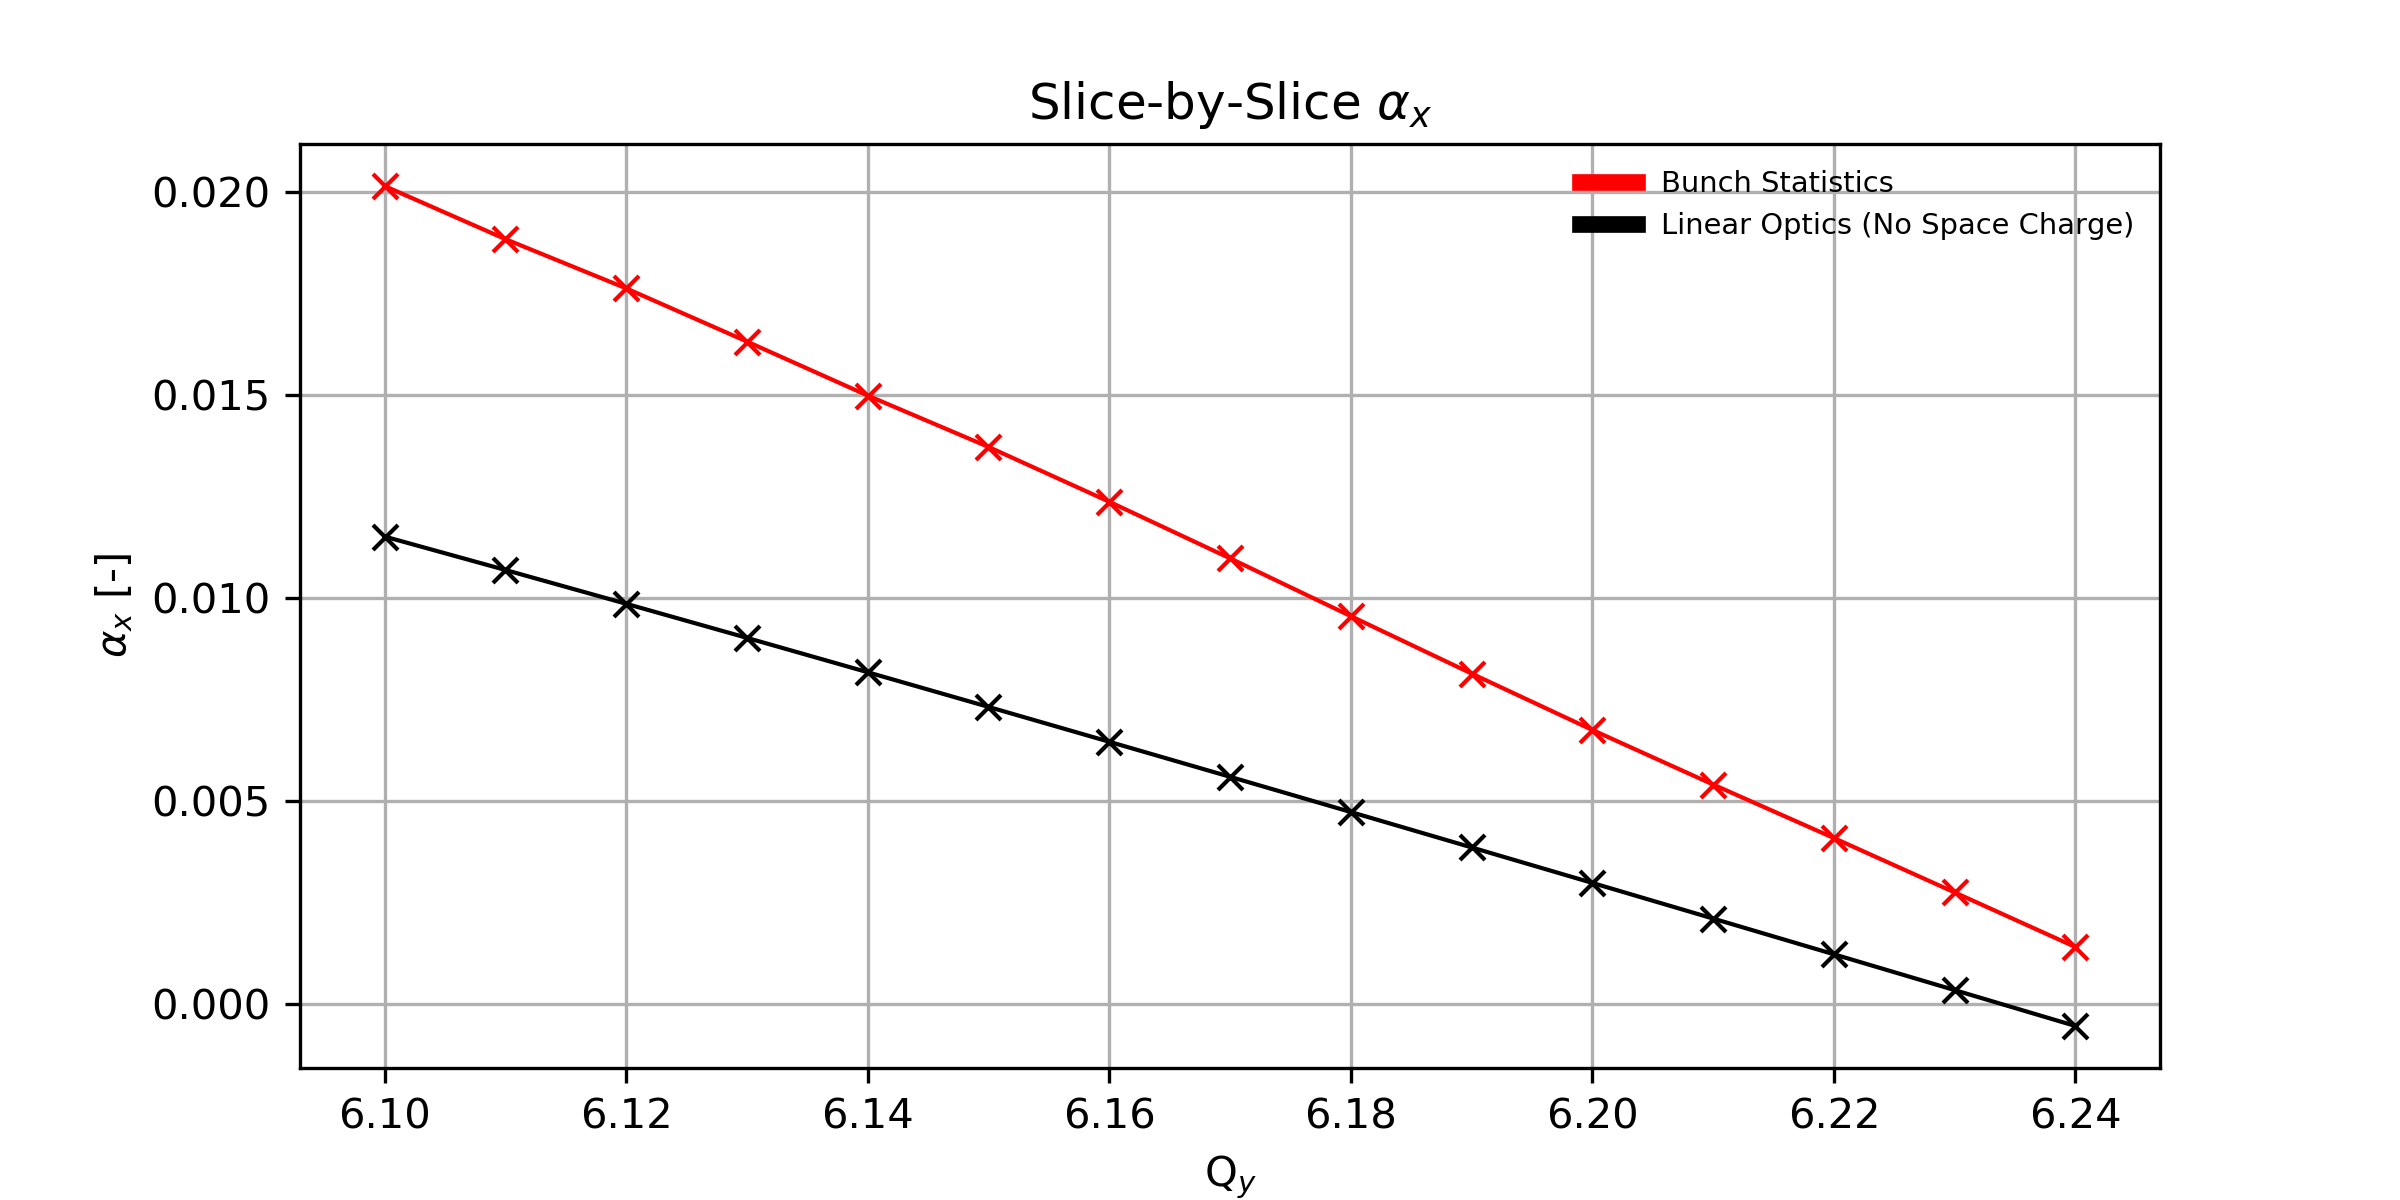 Slice-by-Slice αx
Bunch Statistics
Linear Optics (No Space Charge)
αx [-]
0.020
0.015
0.010
0.005
0.000
6.10 6.12 6.14 6.16 6.18 6.20 6.22 6.24
Qy